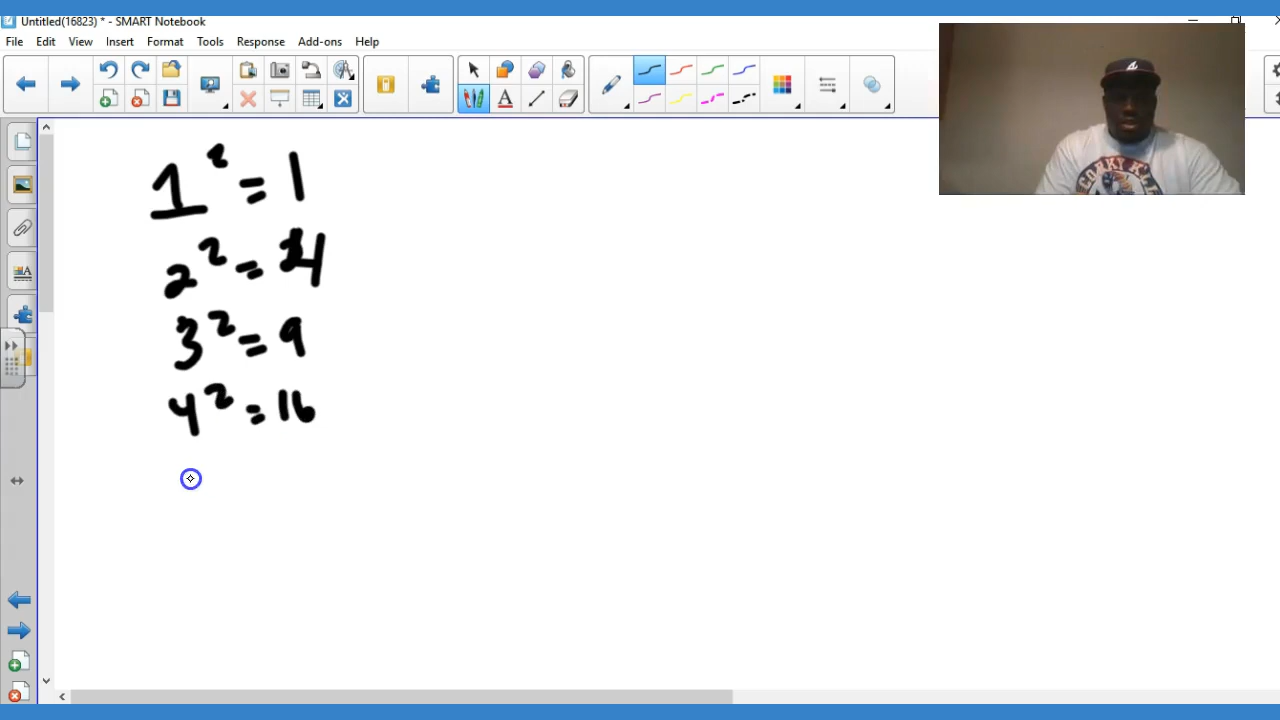 Untitled(16823) * - SMART Notebook
File Edit View Insert Format Tools Response Add-ons Help
1² = 1
2² = 4
3² = 9
4² = 16